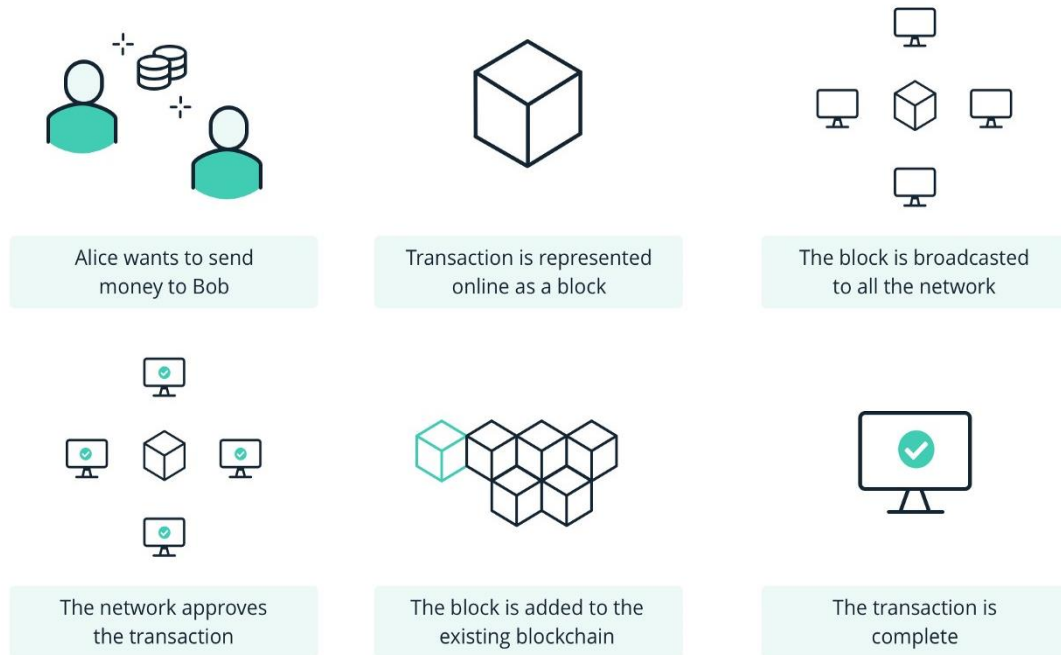 Alice wants to send
money to Bob
Transaction is represented
online as a block
The block is broadcasted
to all the network
The network approves
the transaction
The block is added to the
existing blockchain
The transaction is
complete